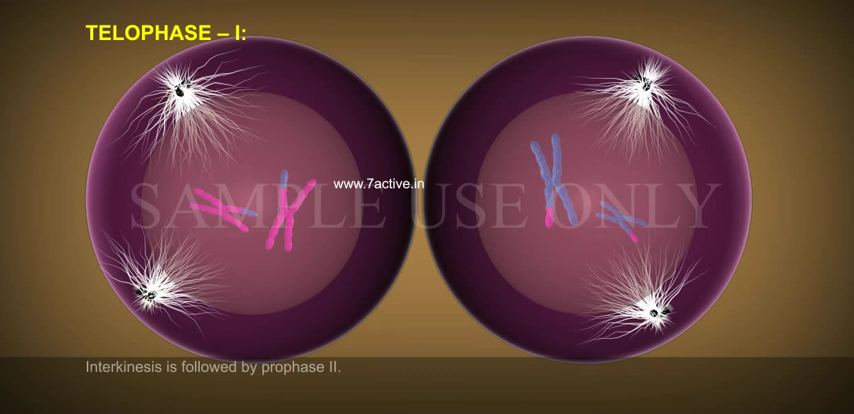 TELOPHASE – I:
www.7active.in
SAMPLE USE ONLY
Interkinesis is followed by prophase II.